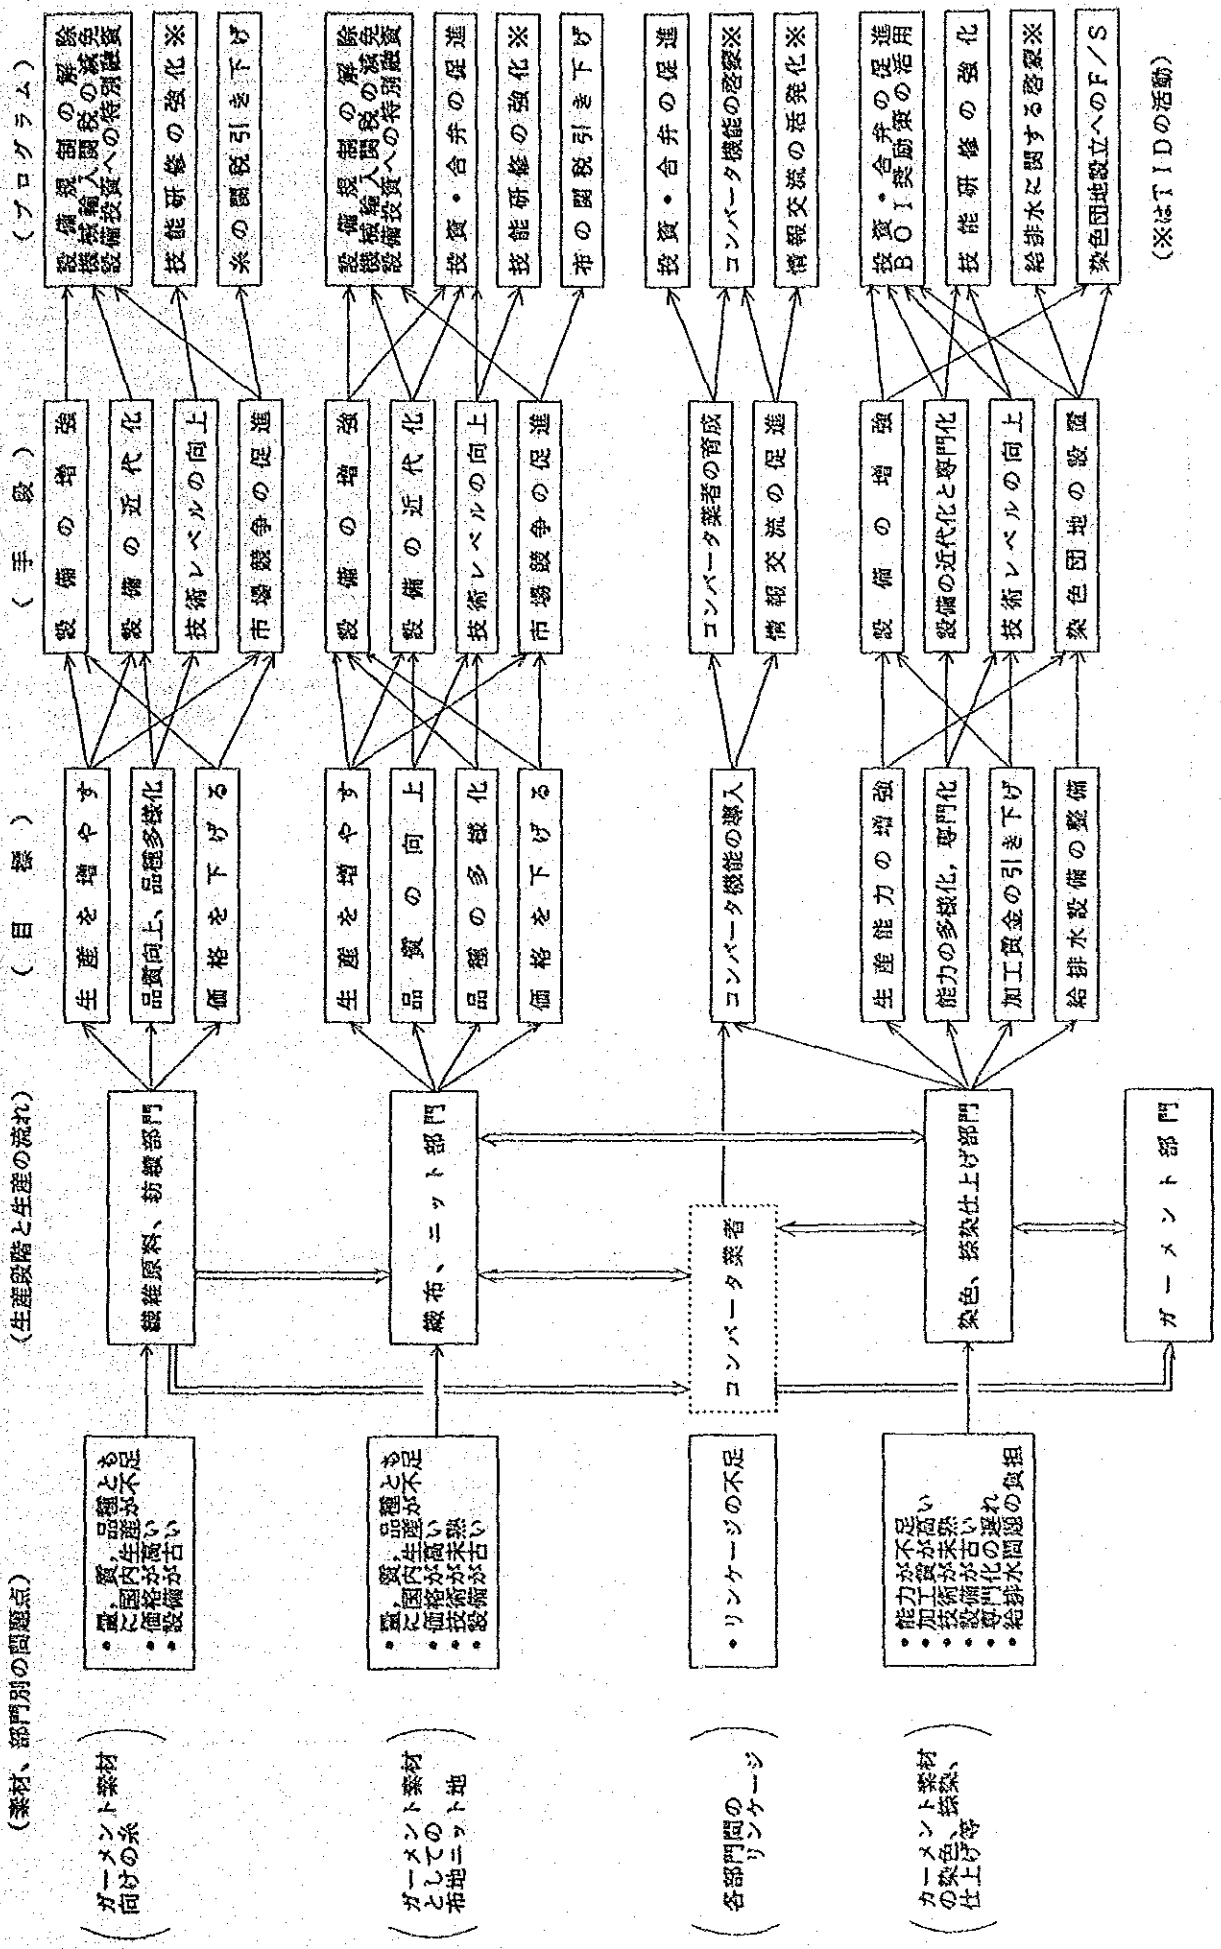 (素材、部門別の問題点)
(生産段階と生産の流れ)
(目 標)
(手 段)
(プログラム)
(ガーメント素材
向けの糸)
・量,質,品種とも
に国内生産が不足
・価格が高い
・設備が古い
繊維原料、紡績部門
生産を増やす
品質向上、品種多様化
価格を下げる
設備の増強
設備の近代化
技術レベルの向上
市場競争の促進
設備規制の解除
機械輸入関税の減免
設備投資への特別融資
技能研修の強化※
糸の関税引き下げ
(ガーメント素材
としての
布地ニット地)
・量,質,品種とも
に国内生産が不足
・価格が高い
・技術が未熟
・設備が古い
織布、ニット部門
生産を増やす
品質の向上
品種の多様化
価格を下げる
設備の増強
設備の近代化
技術レベルの向上
市場競争の促進
設備規制の解除
機械輸入関税の減免
設備投資への特別融資
投資・合弁の促進
技能研修の強化※
布の関税引き下げ
(各部門間の
リンケージ)
・リンケージの不足
コンバータ業者
コンバータ機能の導入
コンバータ業者の育成
情報交流の促進
投資・合弁の促進
コンバータ機能の啓蒙※
情報交流の活発化※
(ガーメント素材
の染色、捺染、
仕上げ等)
・能力が不足
・加工賃が高い
・技術が未熟
・設備が古い
・専門化の遅れ
・給排水問題の負担
染色、捺染仕上げ部門
生産能力の増強
能力の多様化,専門化
加工賃金の引き下げ
給排水設備の整備
設備の増強
設備の近代化と専門化
技術レベルの向上
染色団地の設置
投資・合弁の促進
BOI奨励策の活用
技能研修の強化
給排水に関する啓蒙※
染色団地設立へのF/S
ガーメント部門
(※はTIDの活動)